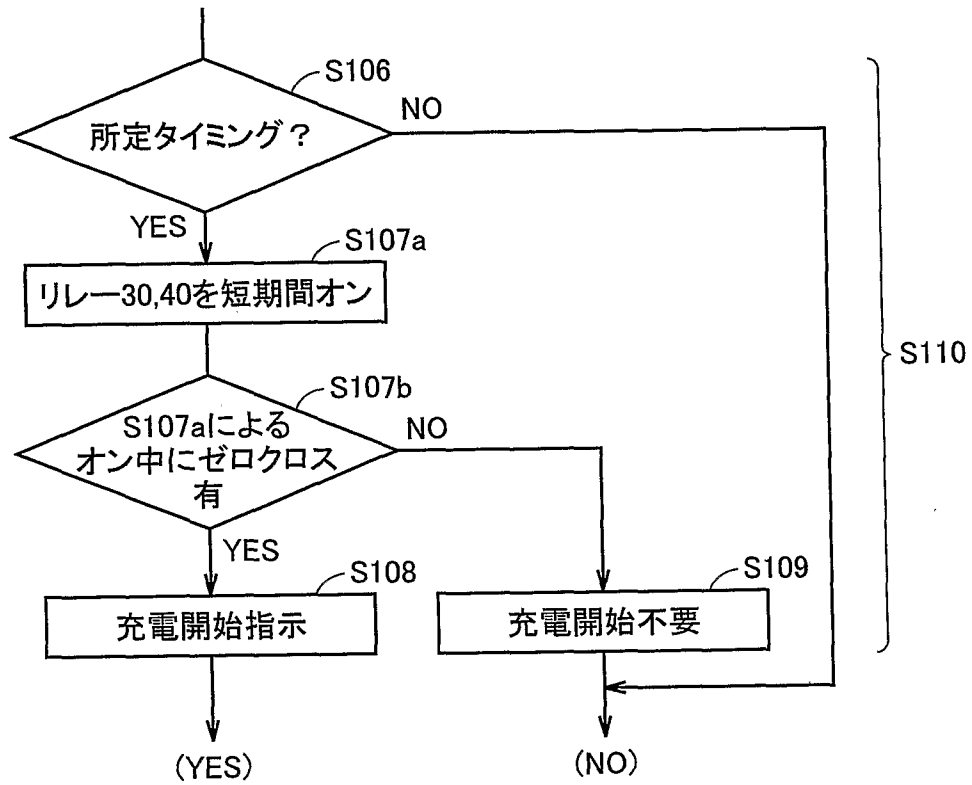 S106
所定タイミング？
NO
YES
S107a
リレー30,40を短期間オン
S110
S107b
S107aによる
オン中にゼロクロス
有
NO
YES
S108
充電開始指示
S109
充電開始不要
(YES)
(NO)